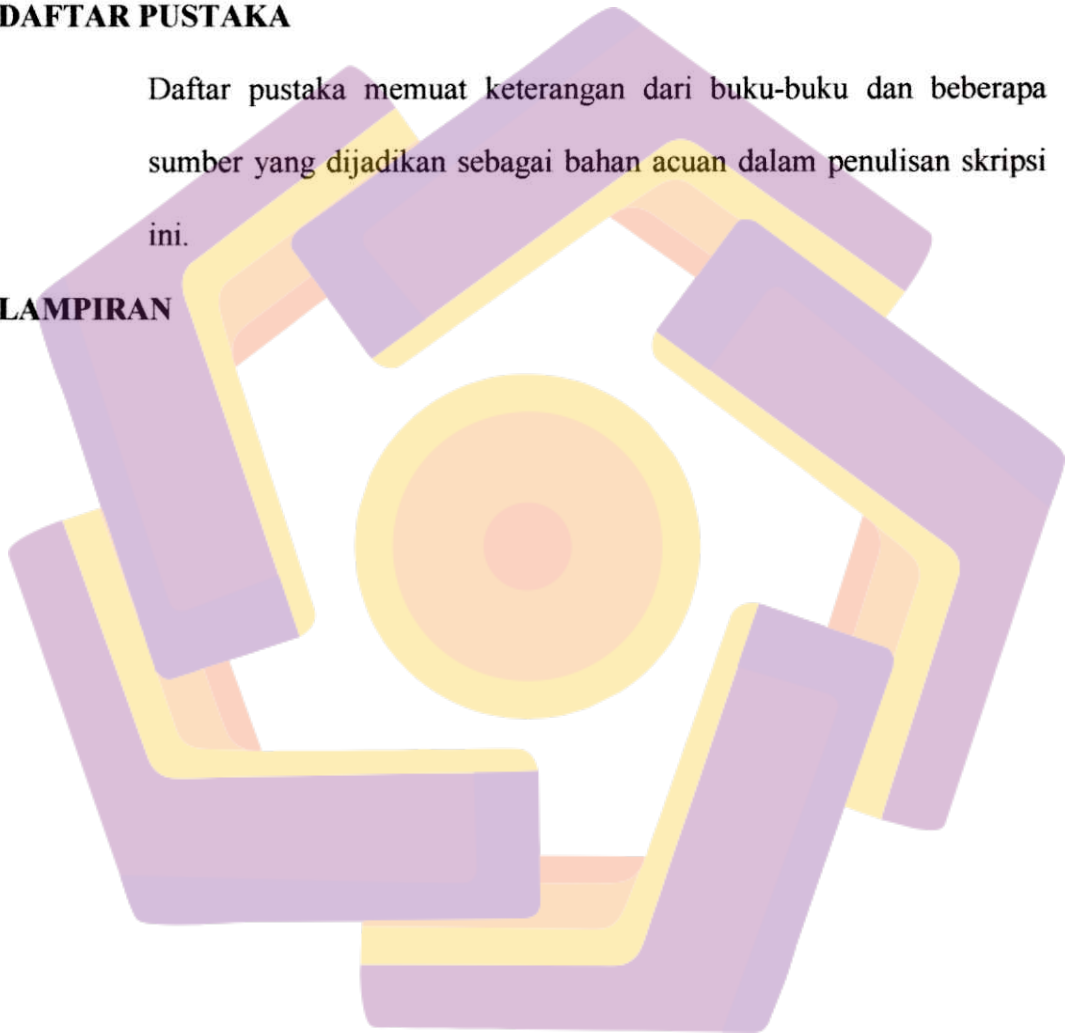 DAFTAR PUSTAKA
Daftar pustaka memuat keterangan dari buku-buku dan beberapa
sumber yang dijadikan sebagai bahan acuan dalam penulisan skripsi
ini.
LAMPIRAN